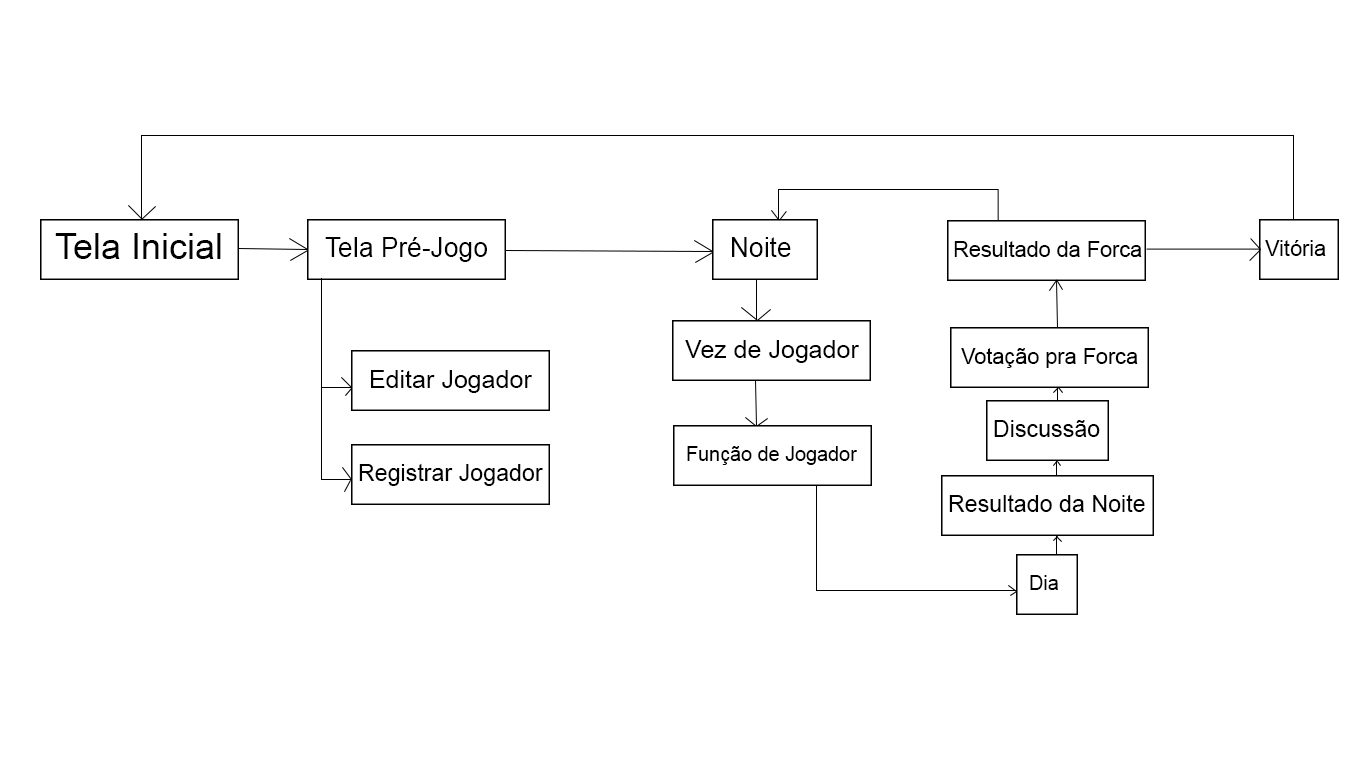 Tela Inicial
Tela Pré-Jogo
Editar Jogador
Registrar Jogador
Noite
Vez de Jogador
Função de Jogador
Dia
Resultado da Noite
Discussão
Votação pra Forca
Resultado da Forca
Vitória